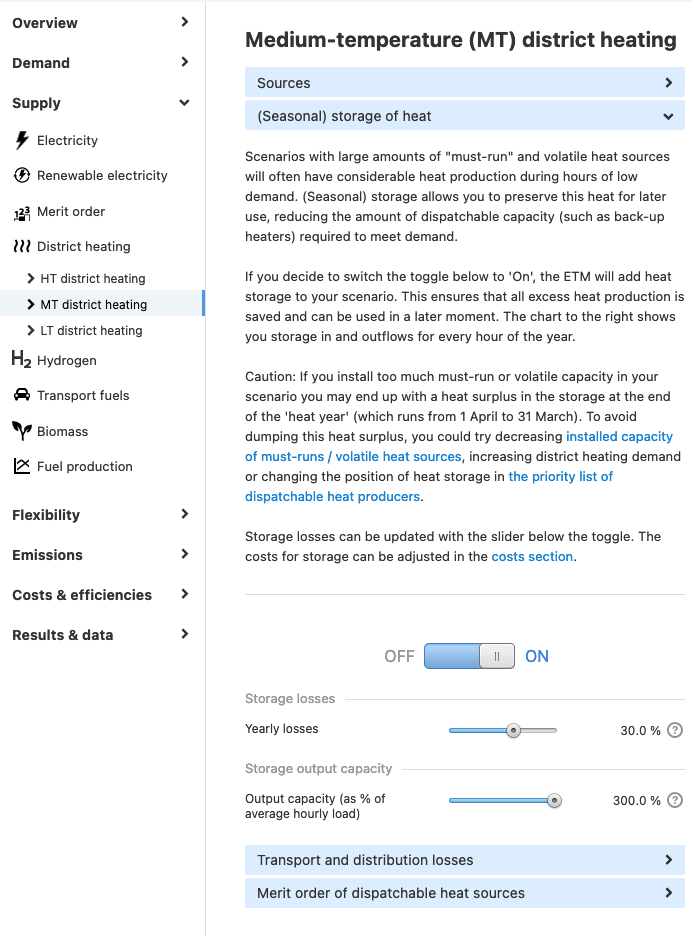 Overview
Demand
Supply
Electricity
Renewable electricity
123
Merit order
District heating
HT district heating
MT district heating
LT district heating
H2 Hydrogen
Transport fuels
Biomass
Fuel production
Flexibility
Emissions
Costs & efficiencies
Results & data
Medium-temperature (MT) district heating
Sources
(Seasonal) storage of heat
Scenarios with large amounts of "must-run" and volatile heat sources
will often have considerable heat production during hours of low
demand. (Seasonal) storage allows you to preserve this heat for later
use, reducing the amount of dispatchable capacity (such as back-up
heaters) required to meet demand.
If you decide to switch the toggle below to 'On', the ETM will add heat
storage to your scenario. This ensures that all excess heat production is
saved and can be used in a later moment. The chart to the right shows
you storage in and outflows for every hour of the year.
Caution: If you install too much must-run or volatile capacity in your
scenario you may end up with a heat surplus in the storage at the end
of the 'heat year' (which runs from 1 April to 31 March). To avoid
dumping this heat surplus, you could try decreasing installed capacity
of must-runs / volatile heat sources, increasing district heating demand
or changing the position of heat storage in the priority list of
dispatchable heat producers.
Storage losses can be updated with the slider below the toggle. The
costs for storage can be adjusted in the costs section.
OFF ON
Storage losses
Yearly losses 30.0 % ?
Storage output capacity
Output capacity (as % of
average hourly load) 300.0 % ?
Transport and distribution losses
Merit order of dispatchable heat sources